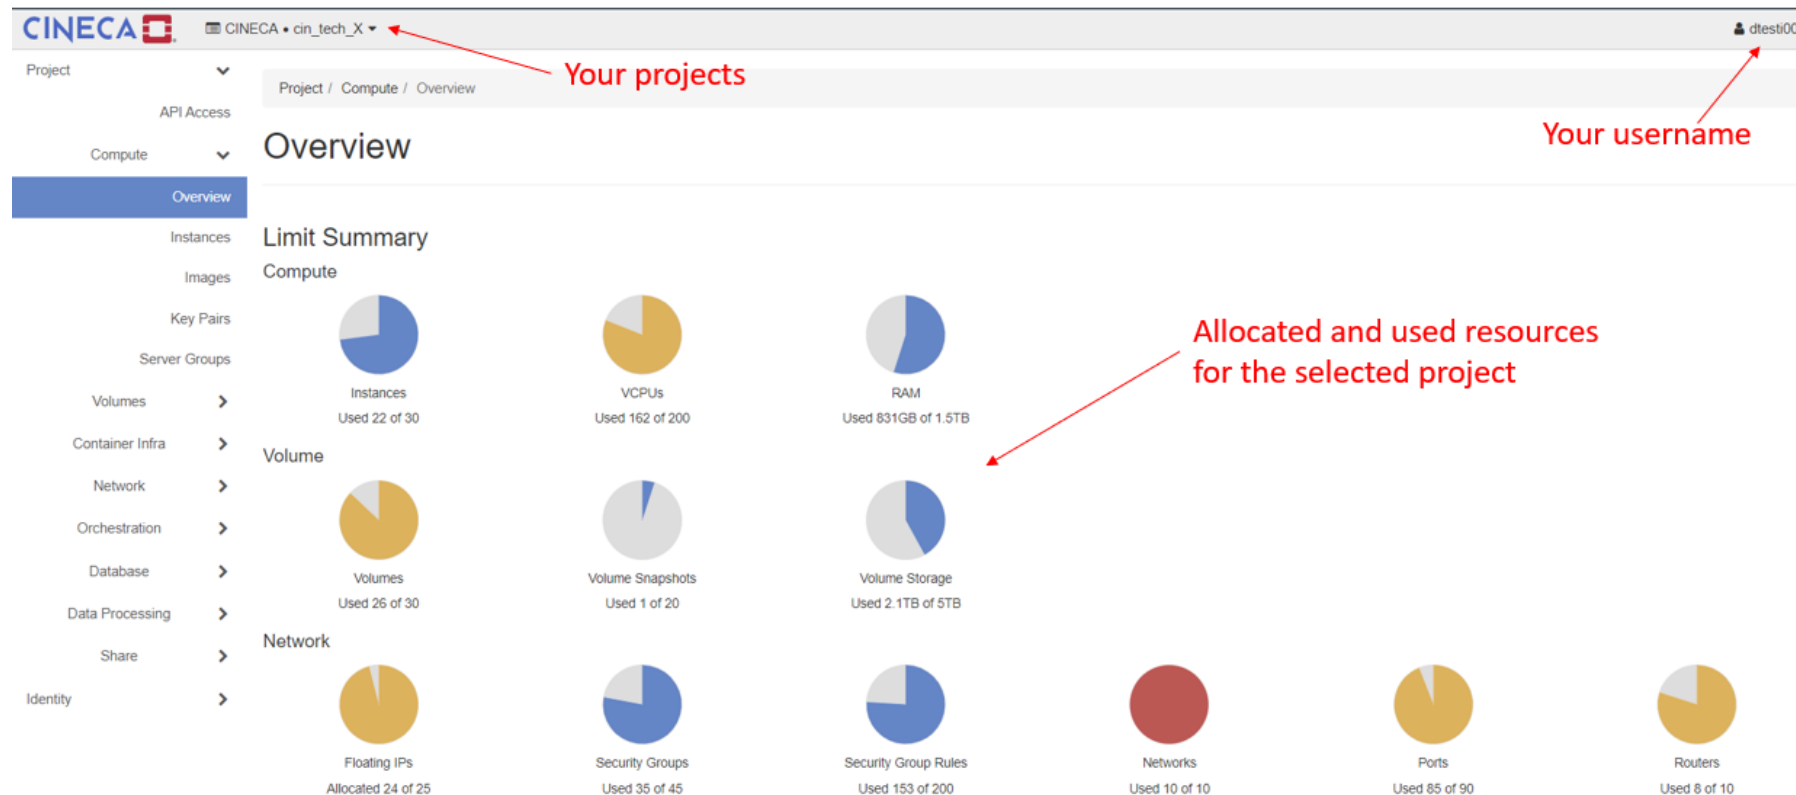 CINECA
CINECA • cin_tech_X
dtesti00
Project
Your projects
Project / Compute / Overview
API Access
Your username
Compute
Overview
Overview
Instances
Limit Summary
Images
Compute
Key Pairs
Server Groups
Allocated and used resources
for the selected project
Instances
VCPUs
RAM
Used 22 of 30
Used 162 of 200
Used 831GB of 1.5TB
Volumes
Container Infra
Volume
Network
Orchestration
Database
Volumes
Volume Snapshots
Volume Storage
Used 26 of 30
Used 1 of 20
Used 2.1TB of 5TB
Data Processing
Network
Share
Identity
Floating IPs
Security Groups
Security Group Rules
Networks
Ports
Routers
Allocated 24 of 25
Used 35 of 45
Used 153 of 200
Used 10 of 10
Used 85 of 90
Used 8 of 10